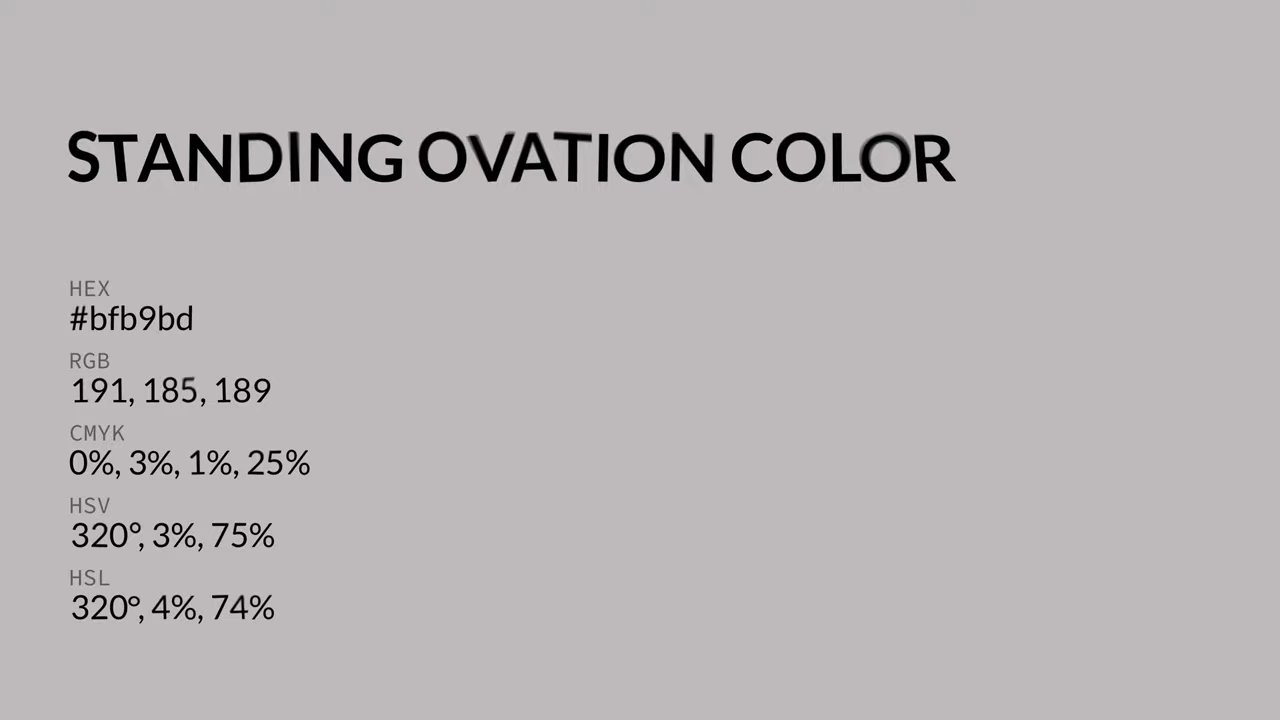 STANDING OVATION COLOR
HEX
#bfb9bd
RGB
191, 185, 189
CMYK
0%, 3%, 1%, 25%
HSV
320°, 3%, 75%
HSL
320°, 4%, 74%